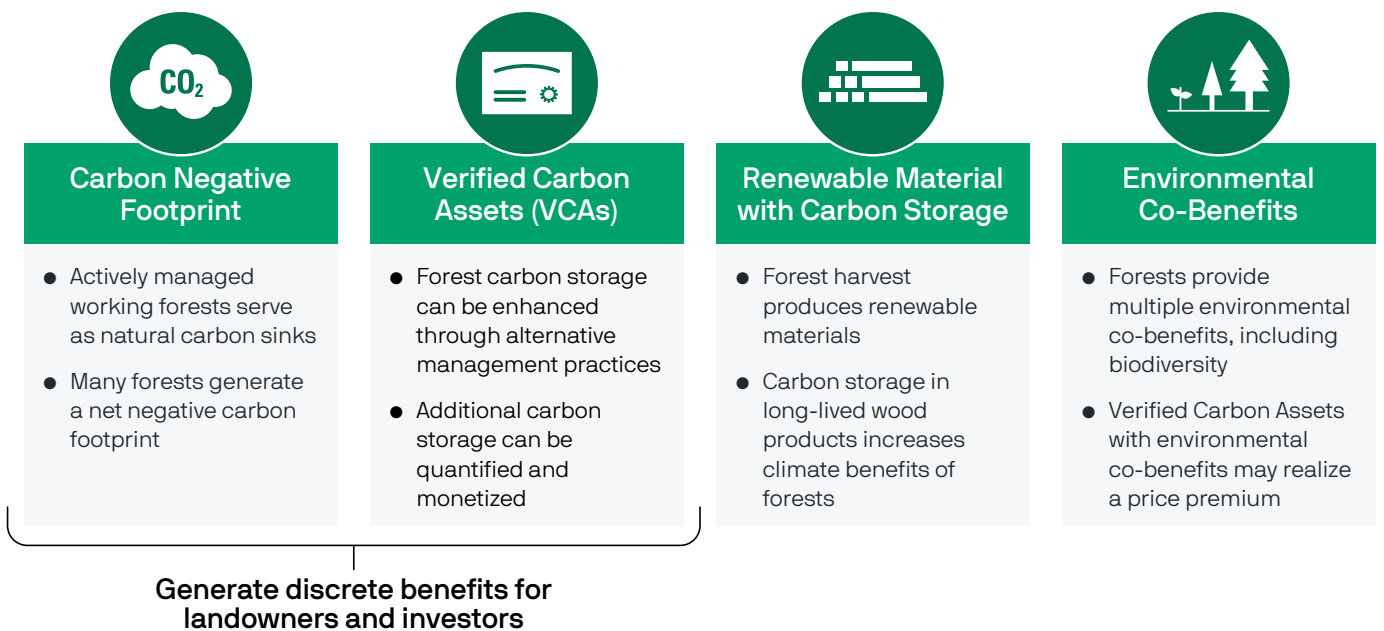 CO₂
Carbon Negative
Footprint
● Actively managed
working forests serve
as natural carbon sinks
● Many forests generate
a net negative carbon
footprint
Verified Carbon
Assets (VCAs)
● Forest carbon storage
can be enhanced
through alternative
management practices
● Additional carbon
storage can be
quantified and
monetized
Renewable Material
with Carbon Storage
● Forest harvest
produces renewable
materials
● Carbon storage in
long-lived wood
products increases
climate benefits of
forests
Environmental
Co-Benefits
● Forests provide
multiple environmental
co-benefits, including
biodiversity
● Verified Carbon Assets
with environmental
co-benefits may realize
a price premium
Generate discrete benefits for
landowners and investors